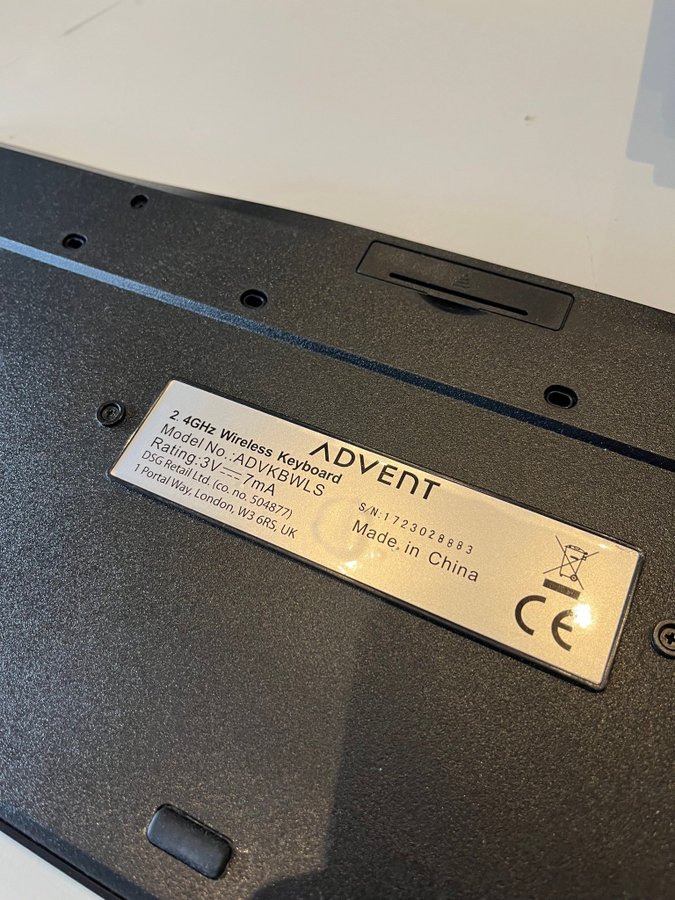 2.4GHz Wireless Keyboard
Model No.:ADVKBWLS
Rating:3V⎓7mA
DSG Retail Ltd. (co. no. 504877)
1 Portal Way, London, W3 6RS, UK
ADVENT
S/N:1723028883
Made in China
CE